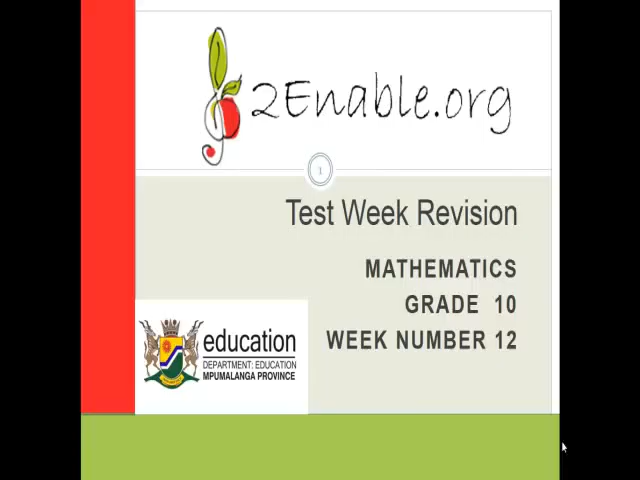 2Enable.org
1
Test Week Revision
MATHEMATICS
GRADE 10
WEEK NUMBER 12
education
DEPARTMENT: EDUCATION
MPUMALANGA PROVINCE